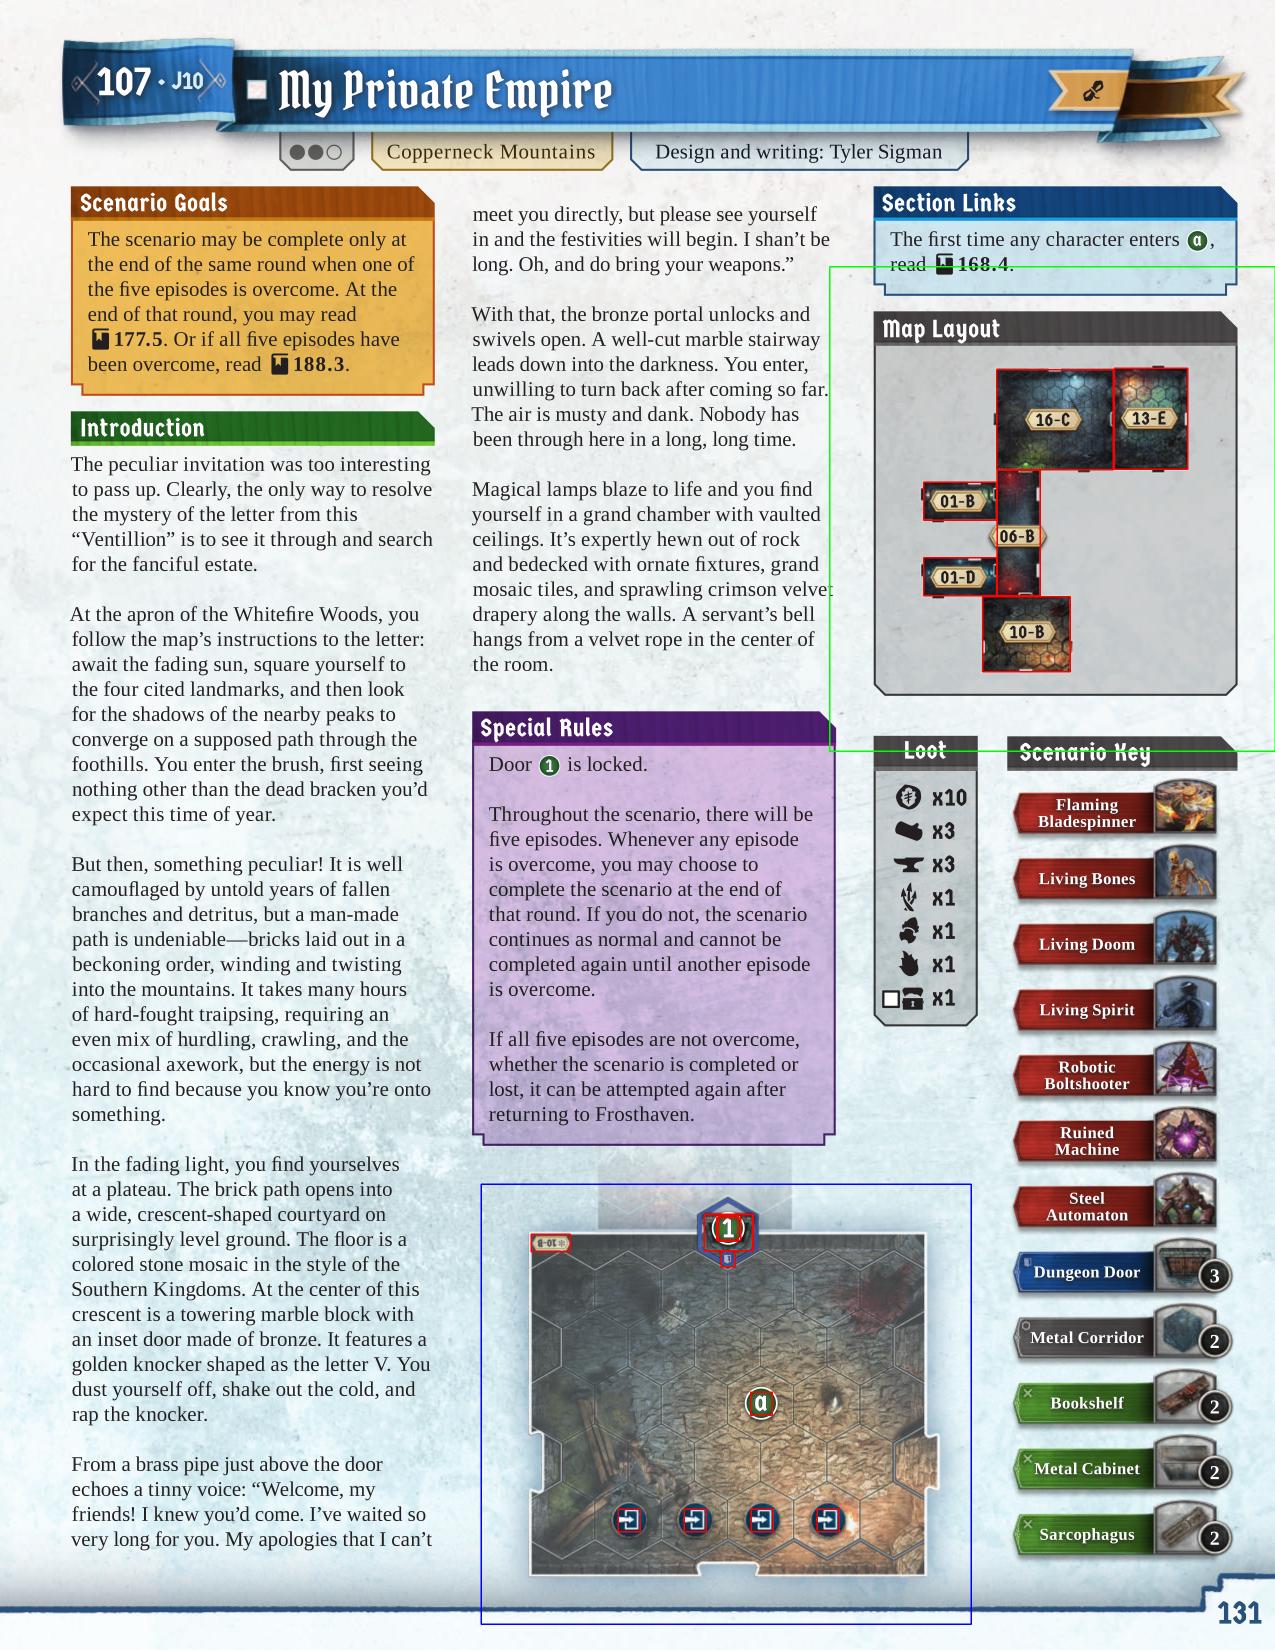 107 · J10
My Private Empire
Copperneck Mountains
Design and writing: Tyler Sigman
Scenario Goals
The scenario may be complete only at
the end of the same round when one of
the five episodes is overcome. At the
end of that round, you may read
177.5. Or if all five episodes have
been overcome, read 188.3.
Introduction
The peculiar invitation was too interesting
to pass up. Clearly, the only way to resolve
the mystery of the letter from this
“Ventillion” is to see it through and search
for the fanciful estate.
At the apron of the Whitefire Woods, you
follow the map’s instructions to the letter:
await the fading sun, square yourself to
the four cited landmarks, and then look
for the shadows of the nearby peaks to
converge on a supposed path through the
foothills. You enter the brush, first seeing
nothing other than the dead bracken you’d
expect this time of year.
But then, something peculiar! It is well
camouflaged by untold years of fallen
branches and detritus, but a man-made
path is undeniable—bricks laid out in a
beckoning order, winding and twisting
into the mountains. It takes many hours
of hard-fought traipsing, requiring an
even mix of hurdling, crawling, and the
occasional axework, but the energy is not
hard to find because you know you’re onto
something.
In the fading light, you find yourselves
at a plateau. The brick path opens into
a wide, crescent-shaped courtyard on
surprisingly level ground. The floor is a
colored stone mosaic in the style of the
Southern Kingdoms. At the center of this
crescent is a towering marble block with
an inset door made of bronze. It features a
golden knocker shaped as the letter V. You
dust yourself off, shake out the cold, and
rap the knocker.
From a brass pipe just above the door
echoes a tinny voice: “Welcome, my
friends! I knew you’d come. I’ve waited so
very long for you. My apologies that I can’t
meet you directly, but please see yourself
in and the festivities will begin. I shan’t be
long. Oh, and do bring your weapons.”
With that, the bronze portal unlocks and
swivels open. A well-cut marble stairway
leads down into the darkness. You enter,
unwilling to turn back after coming so far.
The air is musty and dank. Nobody has
been through here in a long, long time.
Magical lamps blaze to life and you find
yourself in a grand chamber with vaulted
ceilings. It’s expertly hewn out of rock
and bedecked with ornate fixtures, grand
mosaic tiles, and sprawling crimson velvet
drapery along the walls. A servant’s bell
hangs from a velvet rope in the center of
the room.
Special Rules
Door 1 is locked.
Throughout the scenario, there will be
five episodes. Whenever any episode
is overcome, you may choose to
complete the scenario at the end of
that round. If you do not, the scenario
continues as normal and cannot be
completed again until another episode
is overcome.
If all five episodes are not overcome,
whether the scenario is completed or
lost, it can be attempted again after
returning to Frosthaven.
1
10-B
a
Section Links
The first time any character enters a,
read 168.4.
Map Layout
16-C
13-E
01-B
06-B
01-D
10-B
Loot
x10
x3
x3
x1
x1
x1
x1
Scenario Key
Flaming
Bladespinner
Living Bones
Living Doom
Living Spirit
Robotic
Boltshooter
Ruined
Machine
Steel
Automaton
Dungeon Door 3
Metal Corridor 2
Bookshelf 2
Metal Cabinet 2
Sarcophagus 2
131